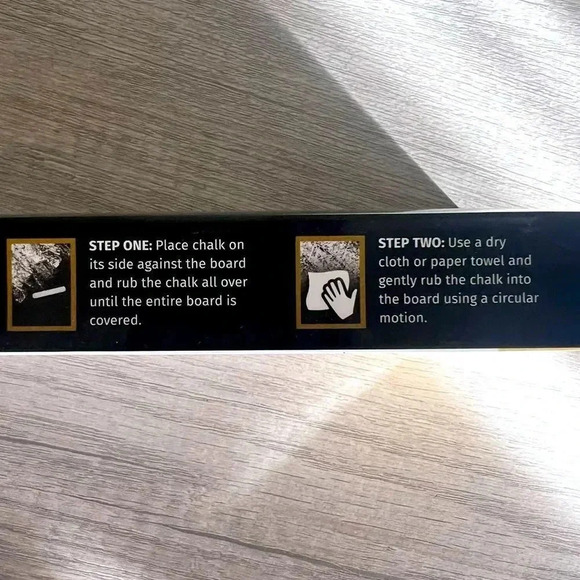 STEP ONE: Place chalk on
its side against the board
and rub the chalk all over
until the entire board is
covered.
STEP TWO: Use a dry
cloth or paper towel and
gently rub the chalk into
the board using a circular
motion.